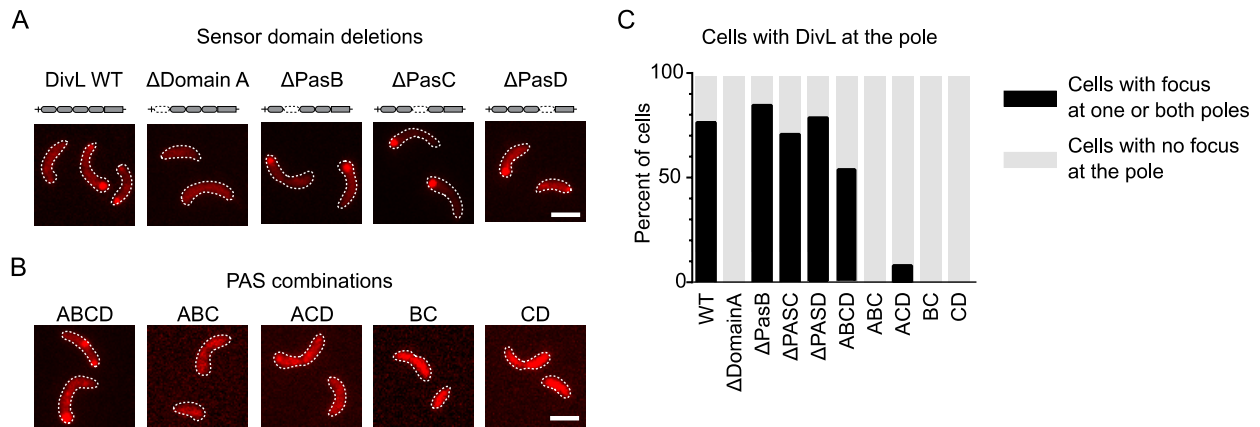 A
Sensor domain deletions
DivL WT
ΔDomain A
ΔPasB
ΔPasC
ΔPasD
B
PAS combinations
ABCD
ABC
ACD
BC
CD
C
Cells with DivL at the pole
Percent of cells
100
50
0
WT
ΔDomainA
ΔPasB
ΔPASC
ΔPASD
ABCD
ABC
ACD
BC
CD
Cells with focus
at one or both poles
Cells with no focus
at the pole